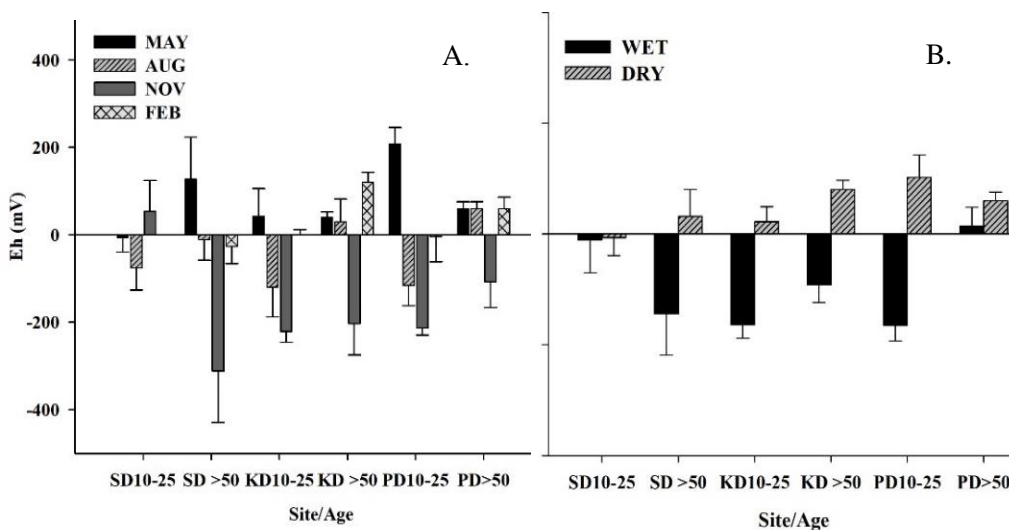 A.
MAY
AUG
NOV
FEB
Eh (mV)
400
200
0
-200
-400
SD10-25 SD >50 KD10-25 KD >50 PD10-25 PD>50
Site/Age
B.
WET
DRY
SD10-25 SD >50 KD10-25 KD >50 PD10-25 PD>50
Site/Age